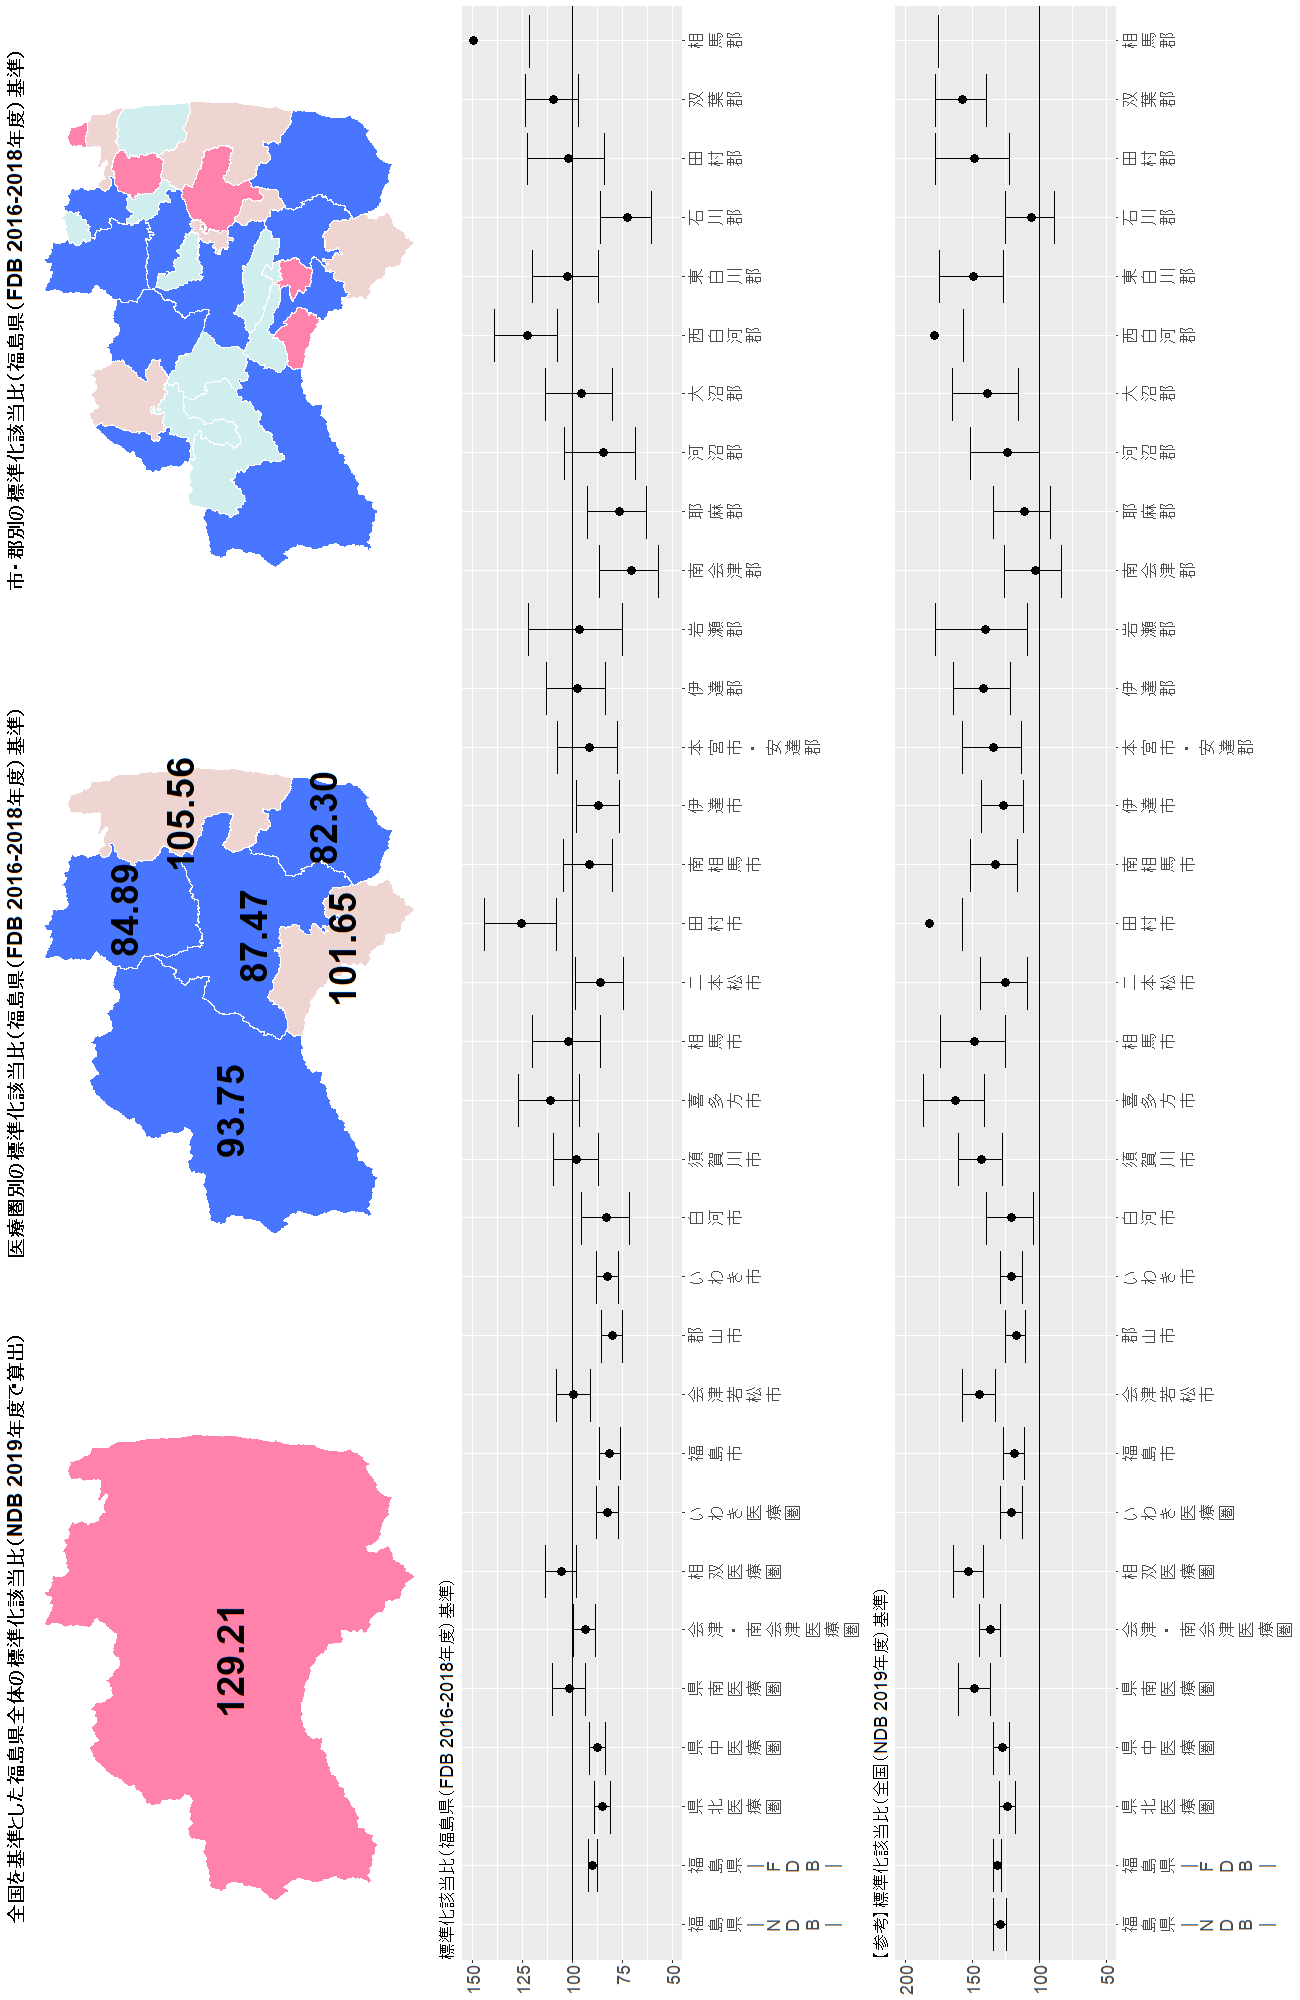 全国を基準とした福島県全体の標準化該当比（NDB 2019年度で算出）
129.21
医療圏別の標準化該当比（福島県（FDB 2016-2018年度）基準）
84.89
105.56
93.75
87.47
82.30
101.65
市・郡別の標準化該当比（福島県（FDB 2016-2018年度）基準）
標準化該当比（福島県（FDB 2016-2018年度）基準）
150
125
100
75
50
福島県｜NDB｜
福島県｜FDB｜
県北医療圏
県中医療圏
県南医療圏
会津・南会津医療圏
相双医療圏
いわき医療圏
福島市
会津若松市
郡山市
いわき市
白河市
須賀川市
喜多方市
相馬市
二本松市
田村市
南相馬市
伊達市
本宮市・安達郡
伊達郡
岩瀬郡
南会津郡
耶麻郡
河沼郡
大沼郡
西白河郡
東白川郡
石川郡
田村郡
双葉郡
相馬郡
【参考】標準化該当比（全国（NDB 2019年度）基準）
200
150
100
50
福島県｜NDB｜
福島県｜FDB｜
県北医療圏
県中医療圏
県南医療圏
会津・南会津医療圏
相双医療圏
いわき医療圏
福島市
会津若松市
郡山市
いわき市
白河市
須賀川市
喜多方市
相馬市
二本松市
田村市
南相馬市
伊達市
本宮市・安達郡
伊達郡
岩瀬郡
南会津郡
耶麻郡
河沼郡
大沼郡
西白河郡
東白川郡
石川郡
田村郡
双葉郡
相馬郡